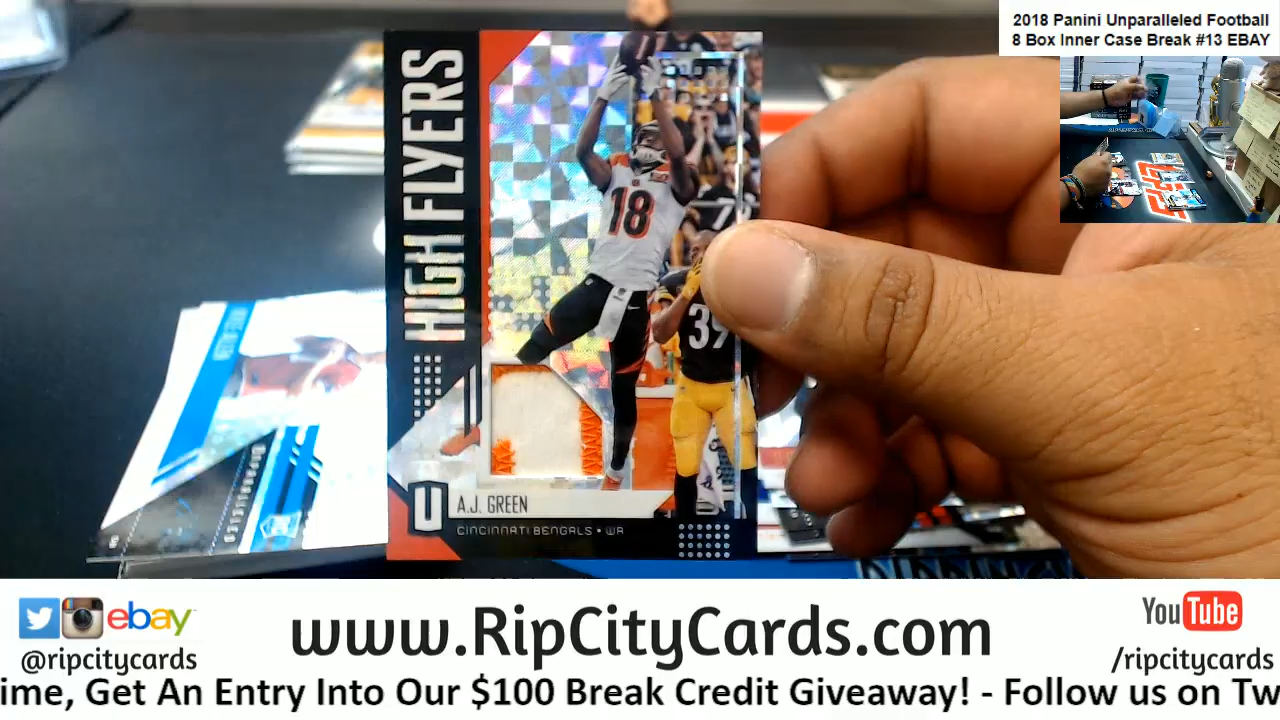 2018 Panini Unparalleled Football
8 Box Inner Case Break #13 EBAY
HIGH FLYERS
18
39
U
A.J. GREEN
CINCINNATI BENGALS • WR
ebay
@ripcitycards
www.RipCityCards.com
YouTube
/ripcitycards
ime, Get An Entry Into Our $100 Break Credit Giveaway! - Follow us on Tw